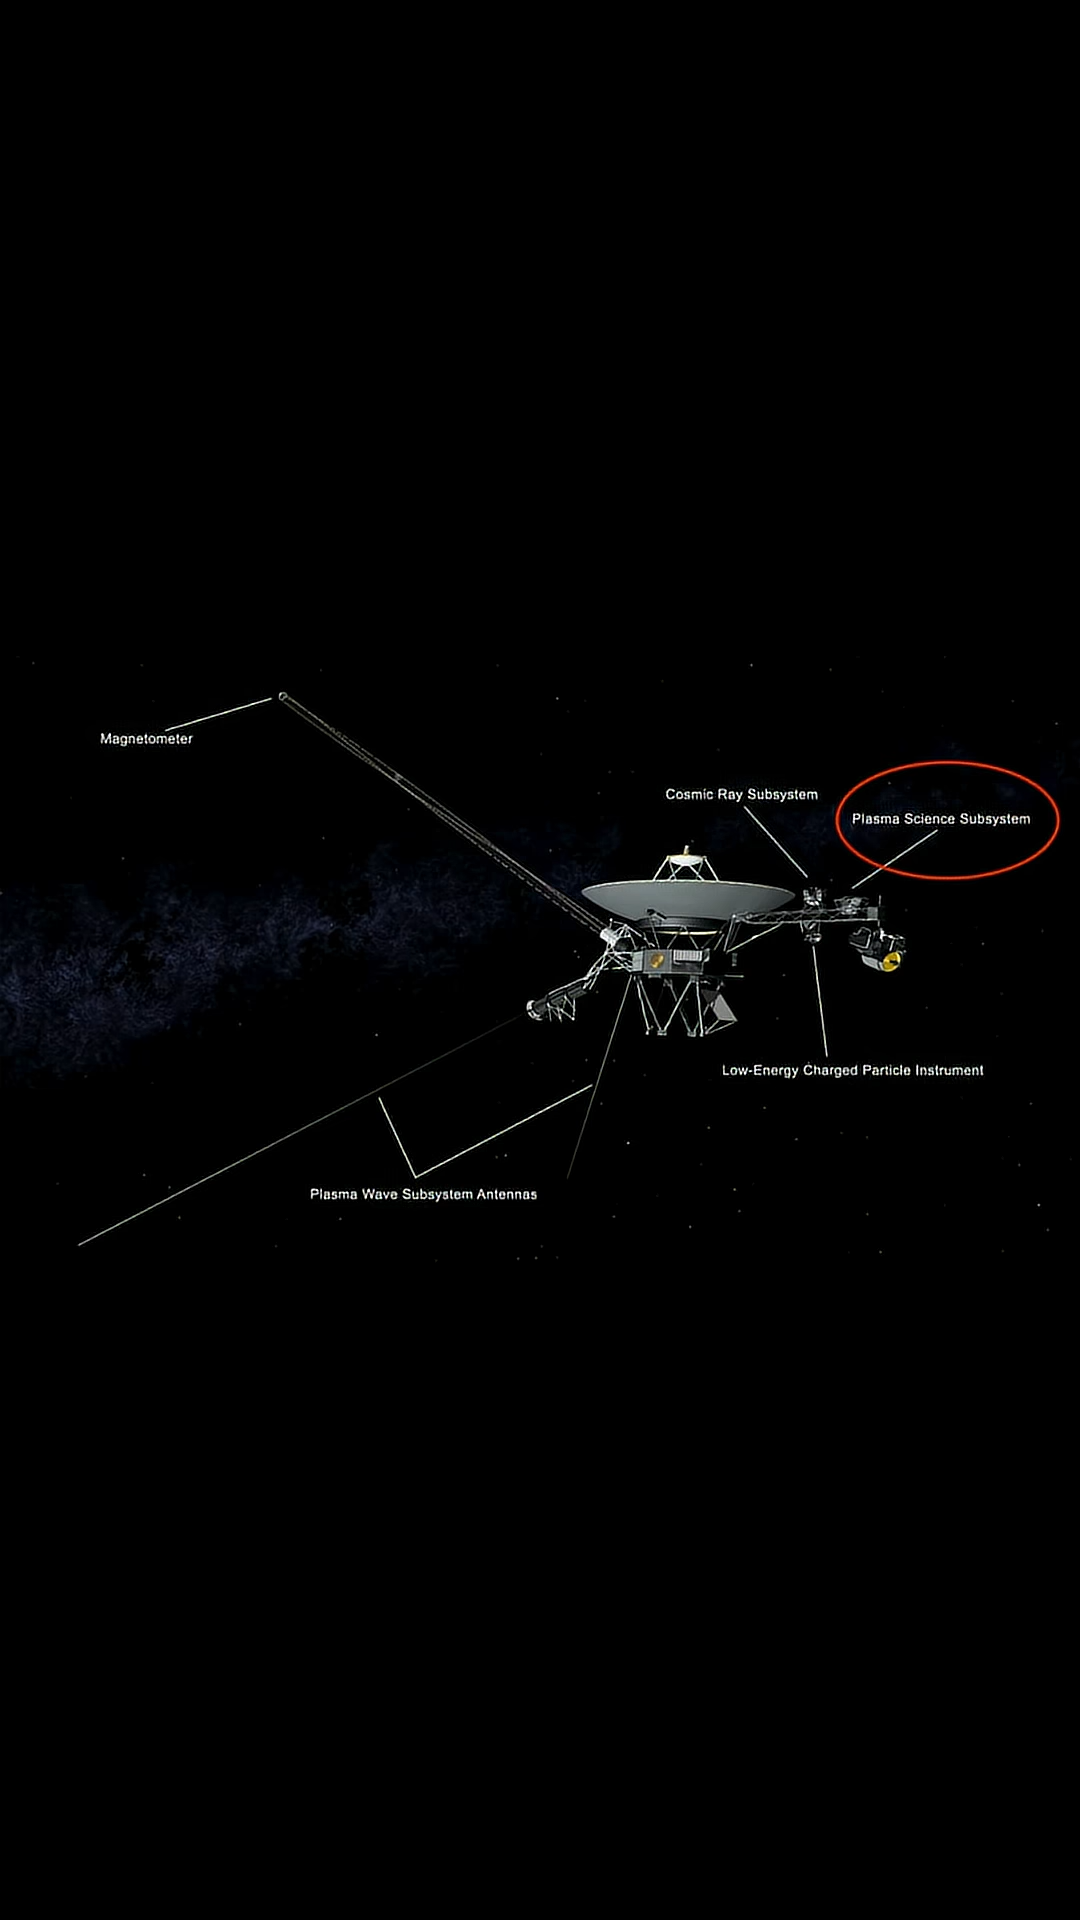 Magnetometer
Cosmic Ray Subsystem
Plasma Science Subsystem
Low-Energy Charged Particle Instrument
Plasma Wave Subsystem Antennas